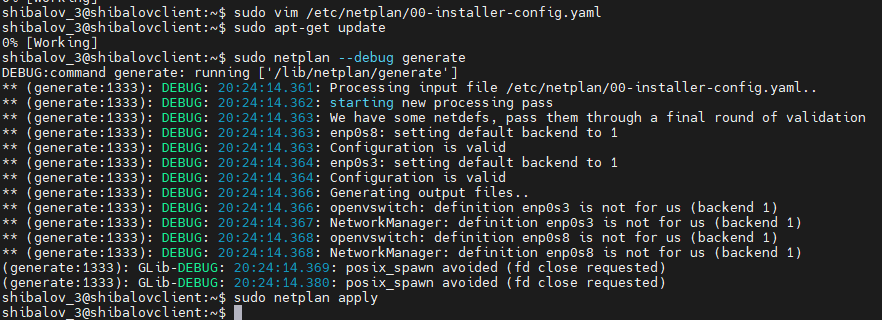 shibalov_3@shibalovclient:~$ sudo vim /etc/netplan/00-installer-config.yaml
shibalov_3@shibalovclient:~$ sudo apt-get update
0% [Working]
shibalov_3@shibalovclient:~$ sudo netplan --debug generate
DEBUG:command generate: running ['/lib/netplan/generate']
** (generate:1333): DEBUG: 20:24:14.361: Processing input file /etc/netplan/00-installer-config.yaml..
** (generate:1333): DEBUG: 20:24:14.362: starting new processing pass
** (generate:1333): DEBUG: 20:24:14.363: We have some netdefs, pass them through a final round of validation
** (generate:1333): DEBUG: 20:24:14.363: enp0s8: setting default backend to 1
** (generate:1333): DEBUG: 20:24:14.363: Configuration is valid
** (generate:1333): DEBUG: 20:24:14.364: enp0s3: setting default backend to 1
** (generate:1333): DEBUG: 20:24:14.364: Configuration is valid
** (generate:1333): DEBUG: 20:24:14.366: Generating output files..
** (generate:1333): DEBUG: 20:24:14.366: openvswitch: definition enp0s3 is not for us (backend 1)
** (generate:1333): DEBUG: 20:24:14.367: NetworkManager: definition enp0s3 is not for us (backend 1)
** (generate:1333): DEBUG: 20:24:14.368: openvswitch: definition enp0s8 is not for us (backend 1)
** (generate:1333): DEBUG: 20:24:14.368: NetworkManager: definition enp0s8 is not for us (backend 1)
(generate:1333): GLib-DEBUG: 20:24:14.369: posix_spawn avoided (fd close requested)
(generate:1333): GLib-DEBUG: 20:24:14.380: posix_spawn avoided (fd close requested)
shibalov_3@shibalovclient:~$ sudo netplan apply
shibalov_3@shibalovclient:~$